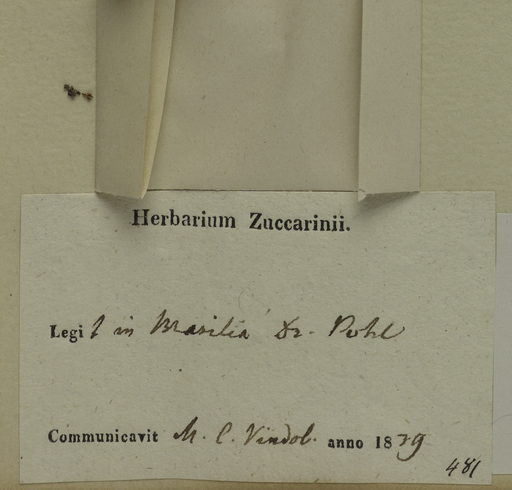 Herbarium Zuccarinii.
Legit in Brasilia Dr. Pohl
Communicavit M. C. Vindob. anno 1839
481